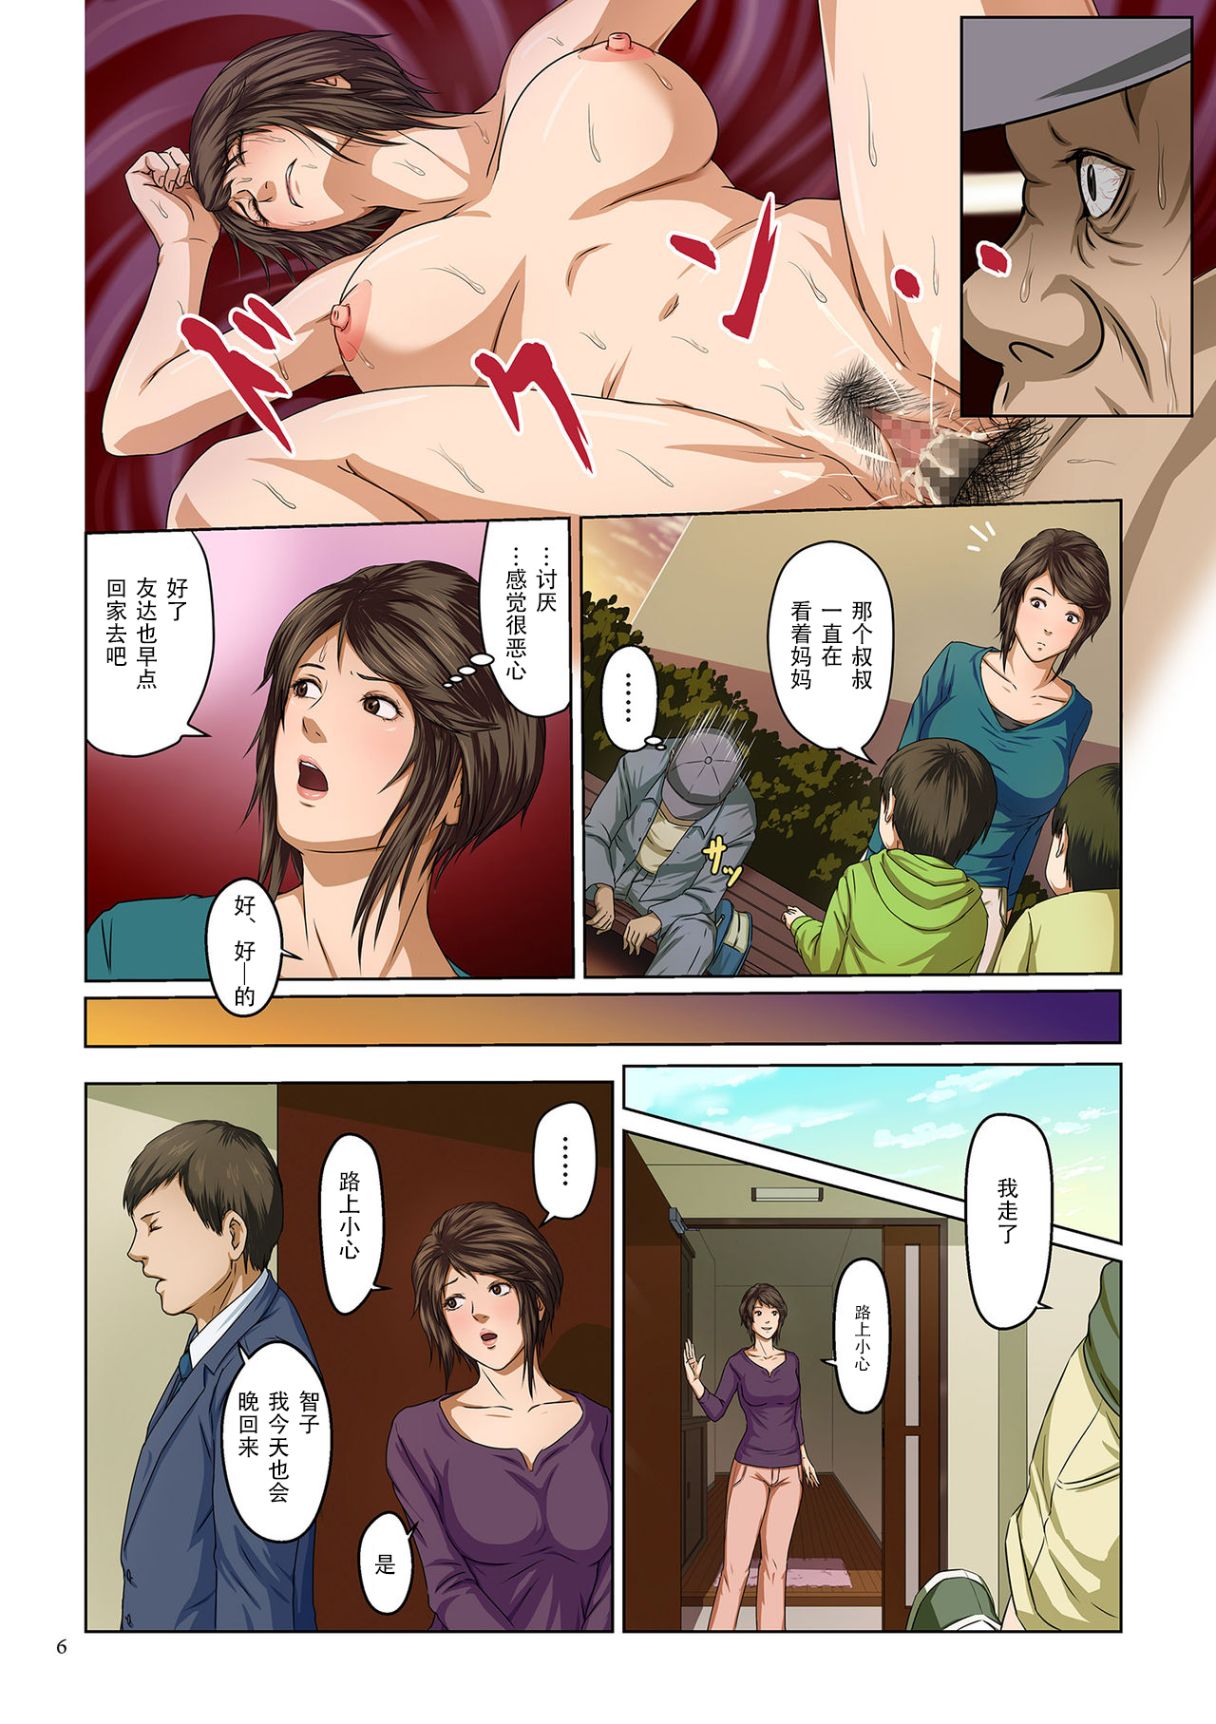 ズ
ク
ン
・
・
那个叔叔
一直在
看着妈妈
……
サッ
…讨厌
…感觉很恶心
好了
友达也早点
回家去吧
好、好—的
我走了
路上小心
……
路上小心
智子
我今天也会
晚回来
是
6